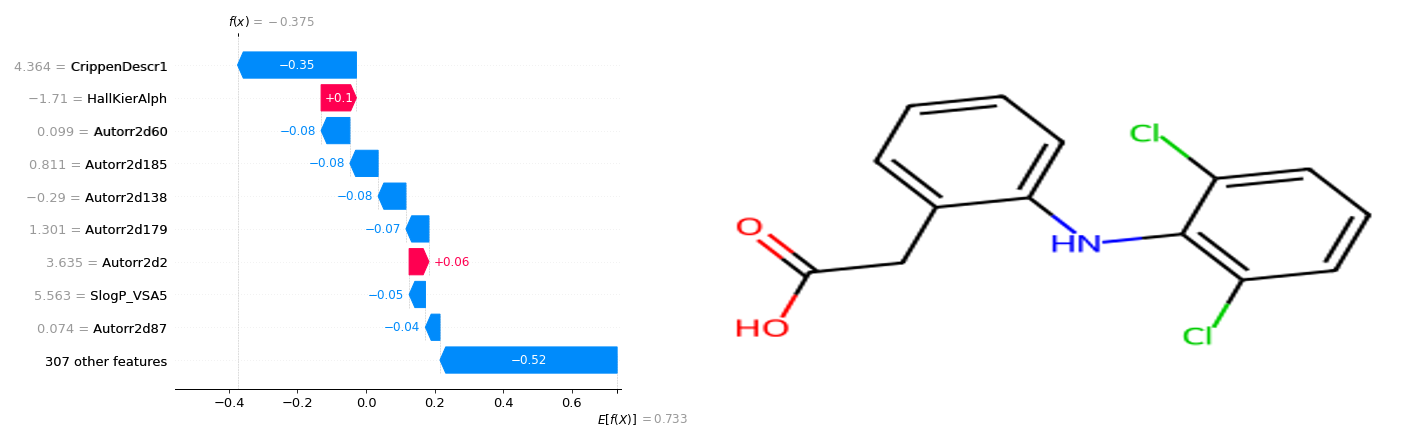 f(x) = −0.375
4.364 = CrippenDescr1
−0.35
−1.71 = HallKierAlph
+0.1
0.099 = Autorr2d60
−0.08
0.811 = Autorr2d185
−0.08
−0.29 = Autorr2d138
−0.08
1.301 = Autorr2d179
−0.07
3.635 = Autorr2d2
+0.06
5.563 = SlogP_VSA5
−0.05
0.074 = Autorr2d87
−0.04
307 other features
−0.52
−0.4 −0.2 0.0 0.2 0.4 0.6
E[f(X)] = 0.733
Cl
O
HN
HO
Cl